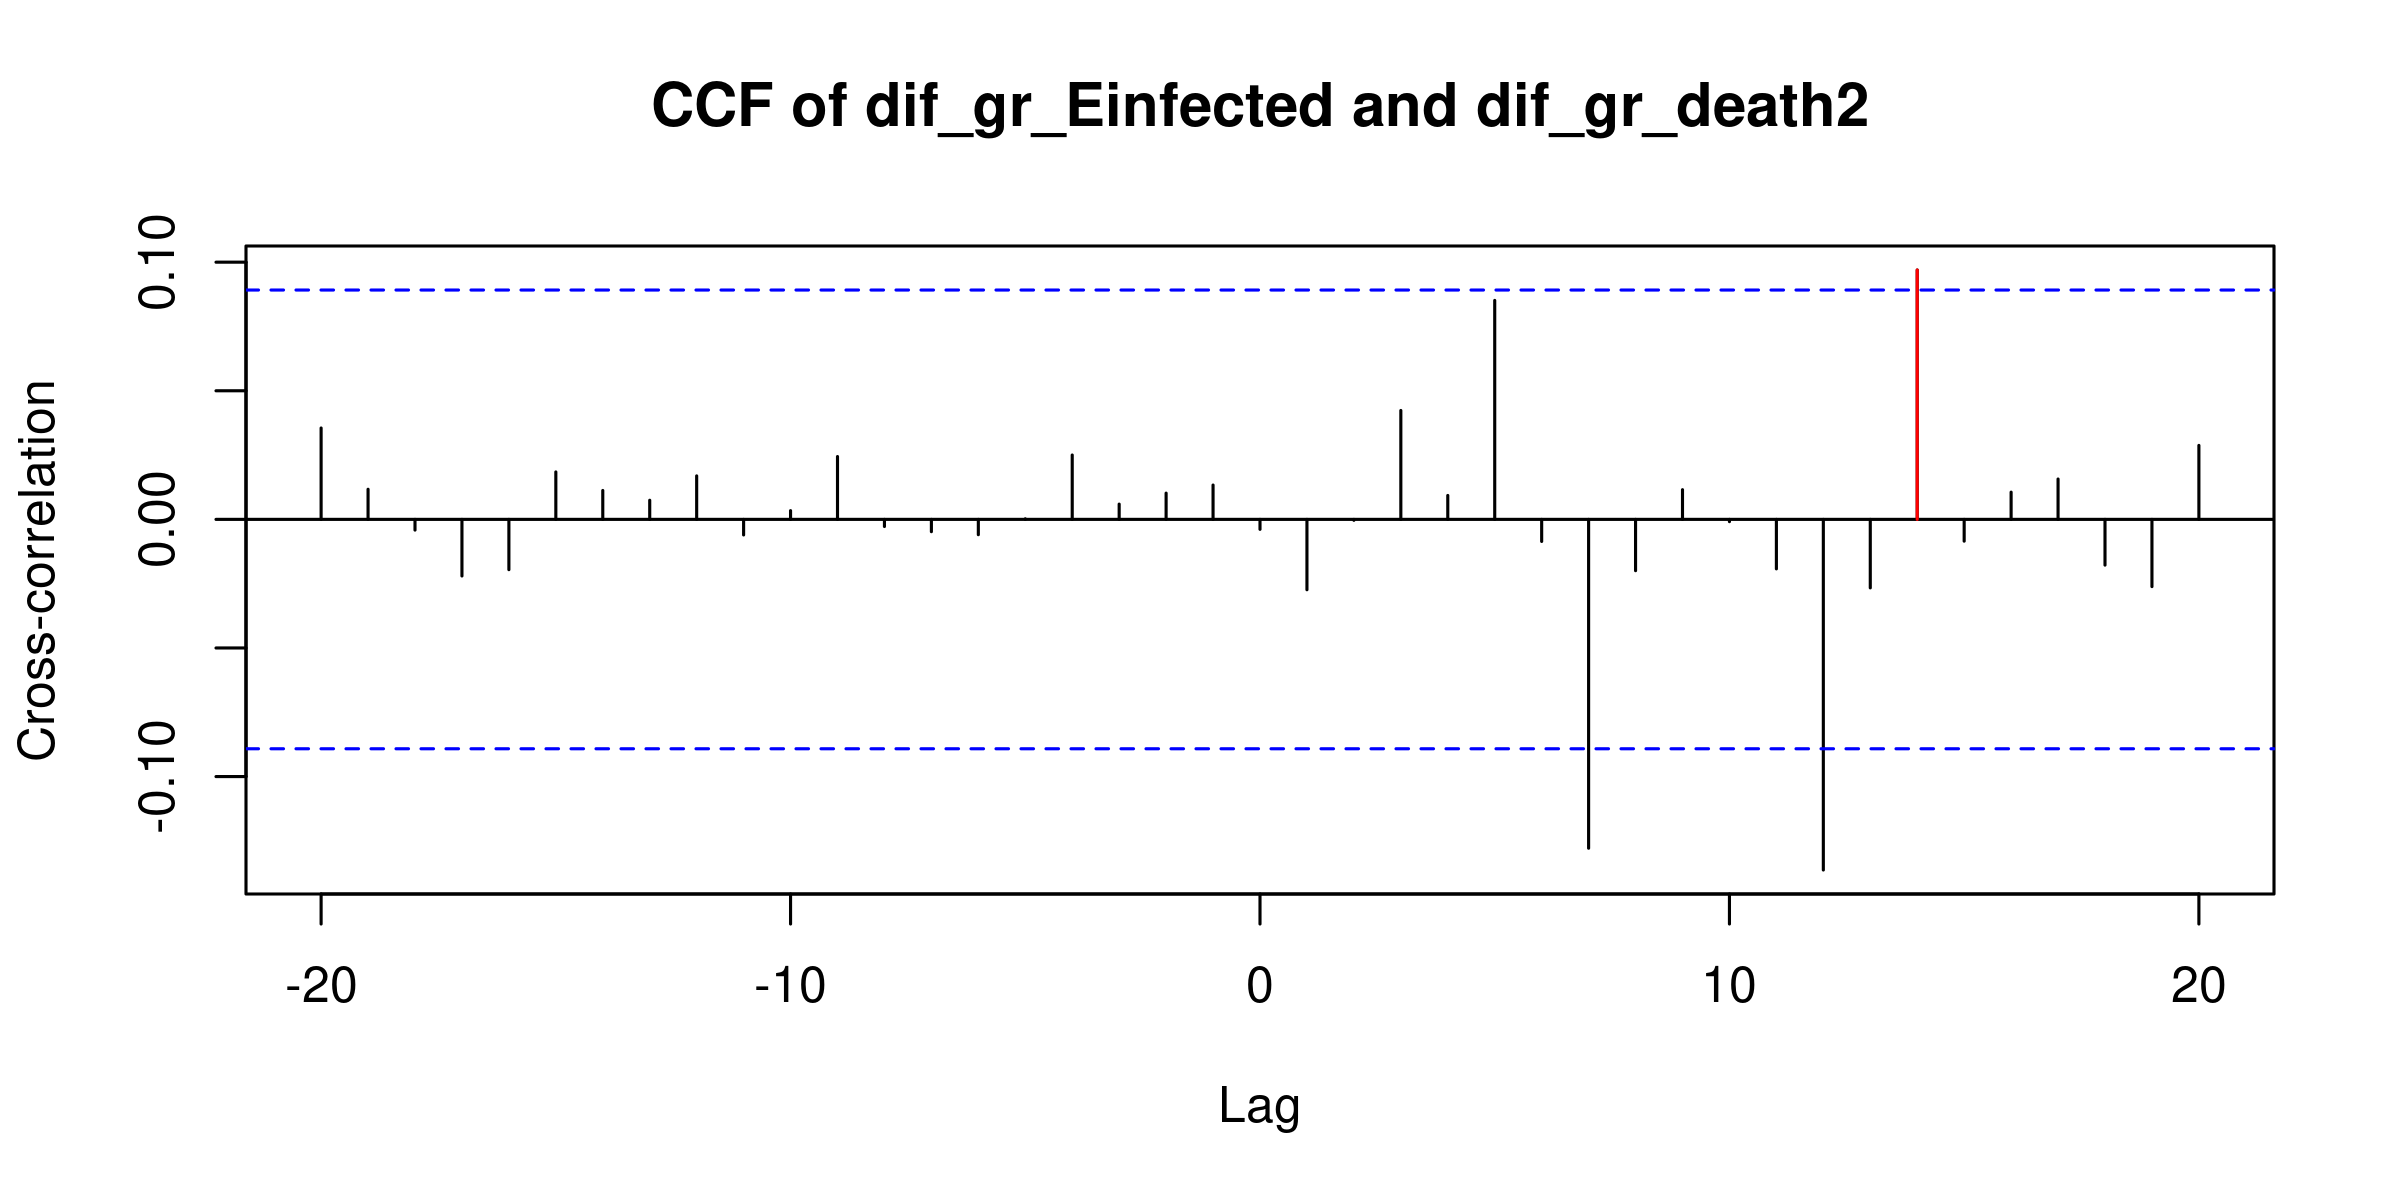 CCF of dif_gr_Einfected and dif_gr_death2
Cross-correlation
0.10
0.00
-0.10
-20 -10 0 10 20
Lag